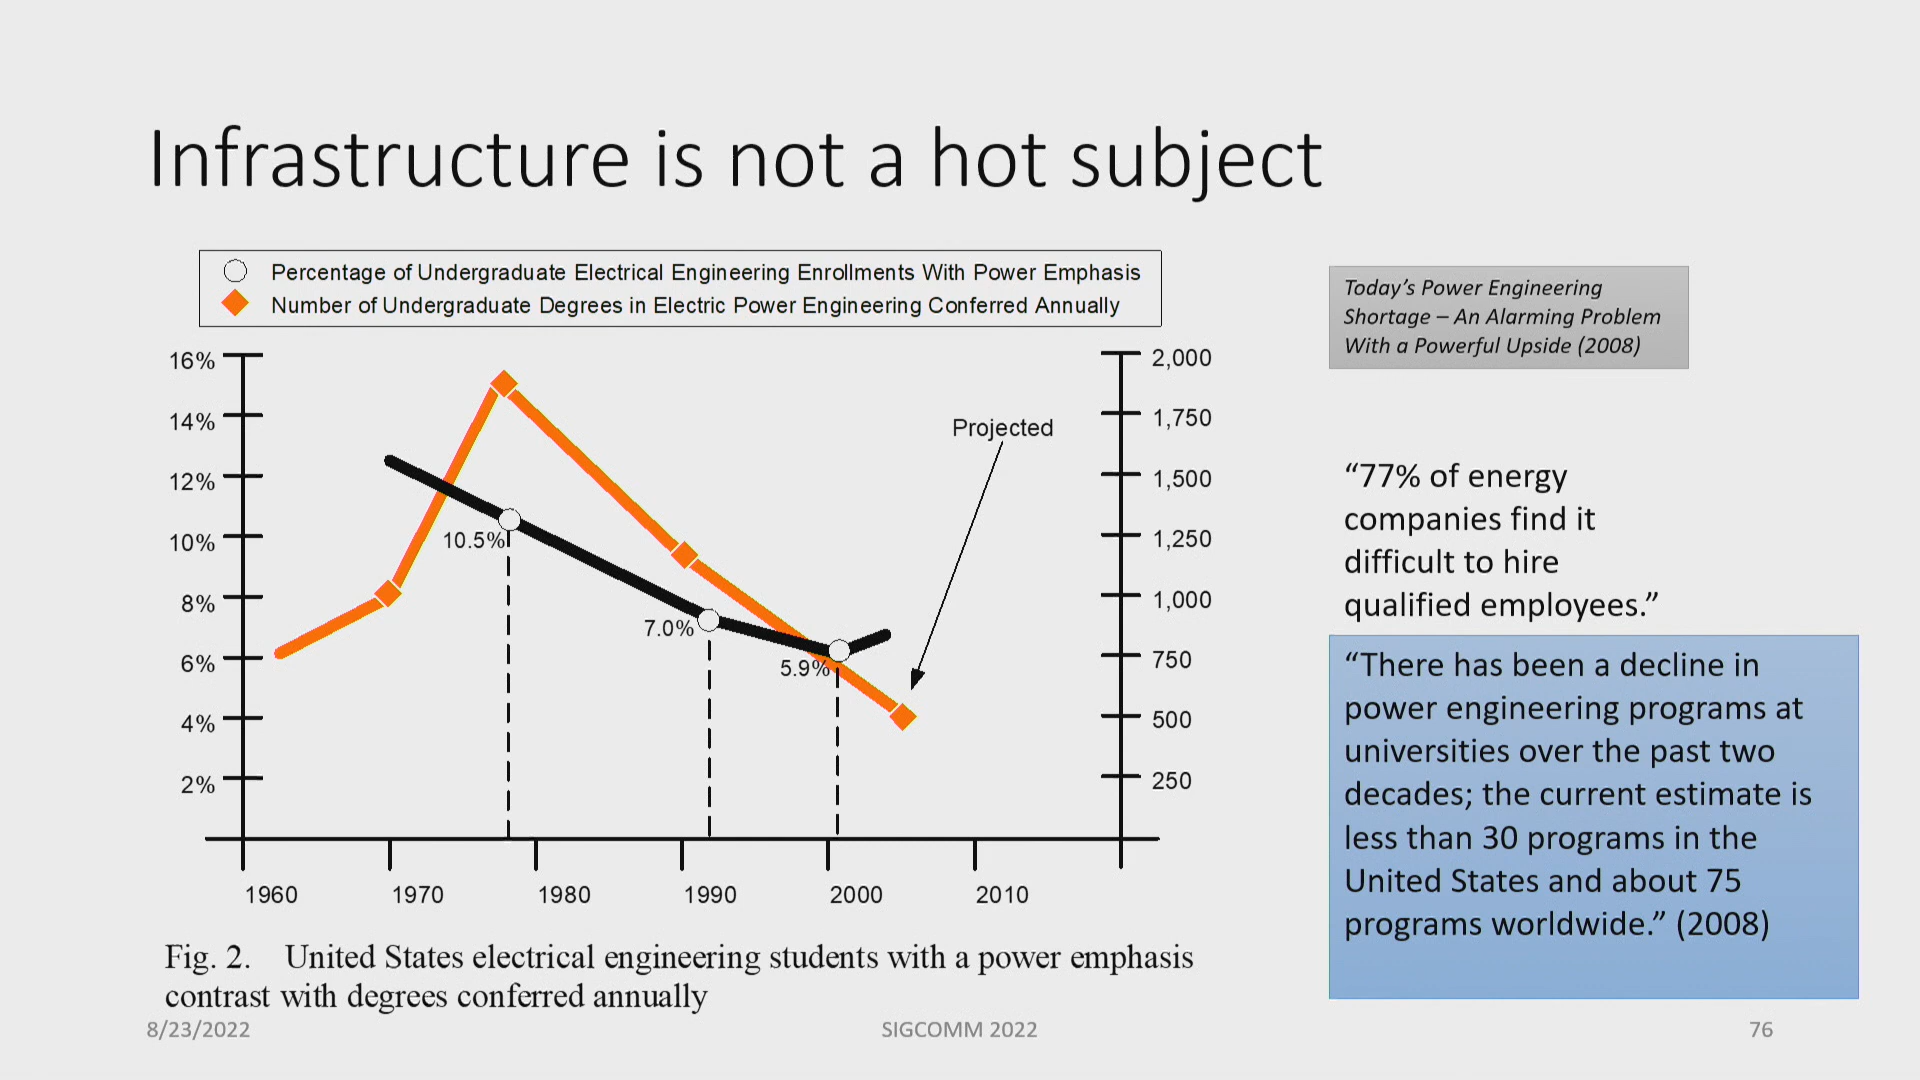 Infrastructure is not a hot subject
Percentage of Undergraduate Electrical Engineering Enrollments With Power Emphasis
Number of Undergraduate Degrees in Electric Power Engineering Conferred Annually
16%
14%
12%
10%
8%
6%
4%
2%
10.5%
7.0%
5.9%
Projected
2,000
1,750
1,500
1,250
1,000
750
500
250
1960 1970 1980 1990 2000 2010
Fig. 2. United States electrical engineering students with a power emphasis
contrast with degrees conferred annually
Today’s Power Engineering
Shortage – An Alarming Problem
With a Powerful Upside (2008)
“77% of energy
companies find it
difficult to hire
qualified employees.”
“There has been a decline in
power engineering programs at
universities over the past two
decades; the current estimate is
less than 30 programs in the
United States and about 75
programs worldwide.” (2008)
8/23/2022 SIGCOMM 2022 76